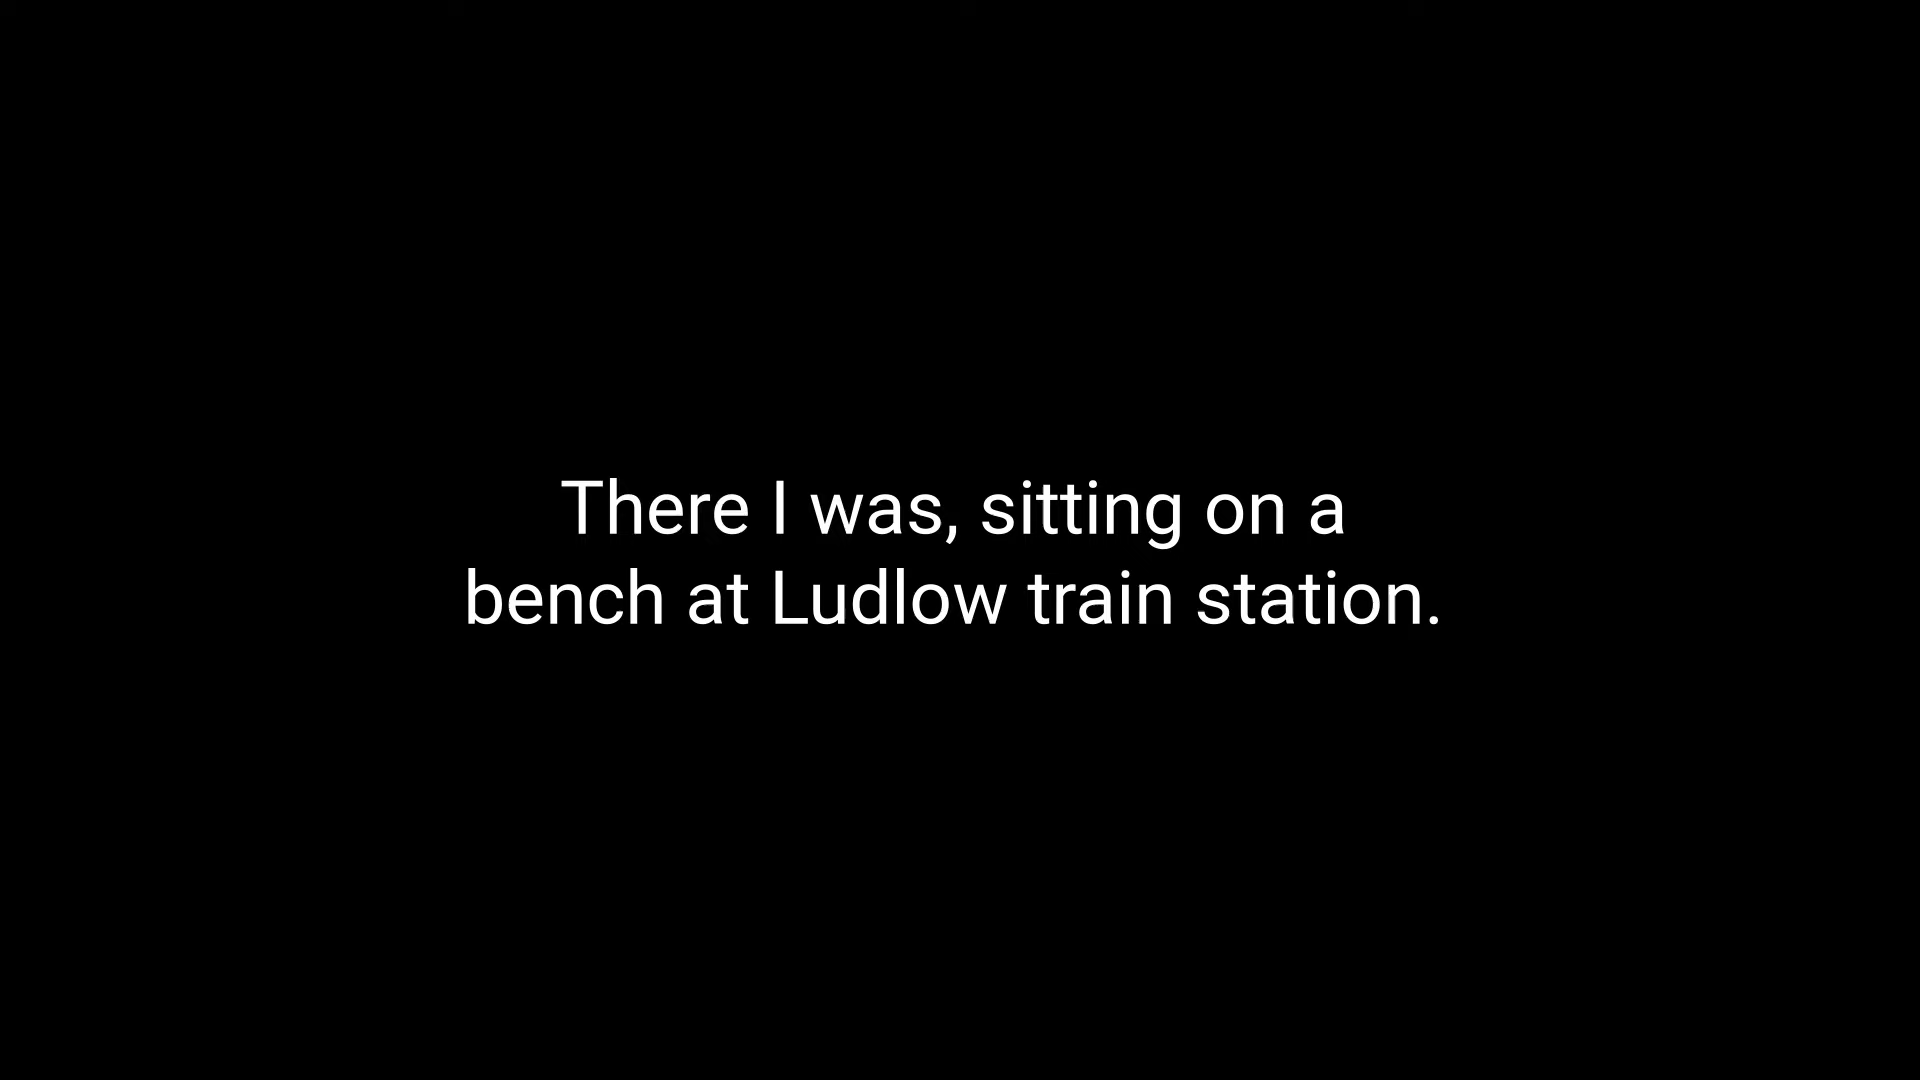 There I was, sitting on a
bench at Ludlow train station.